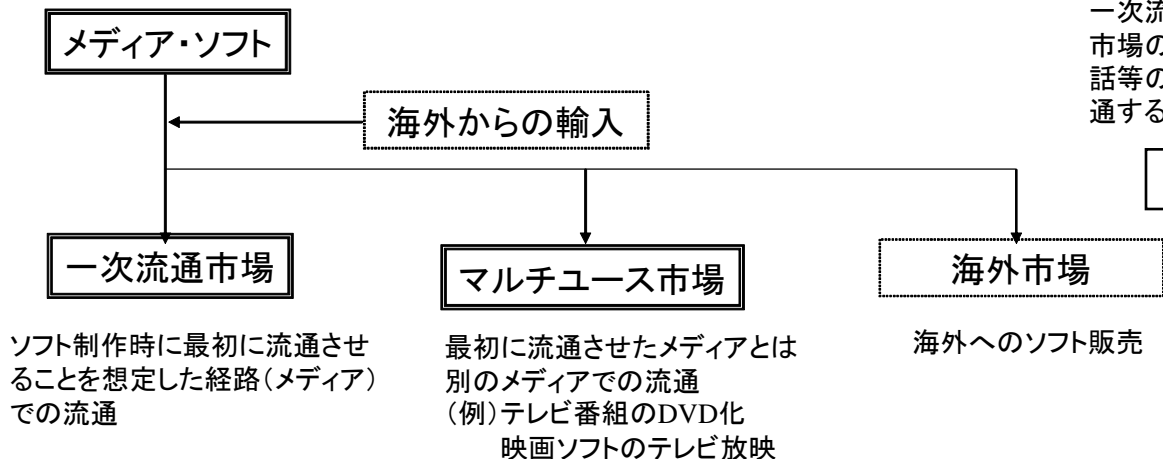 メディア・ソフト
一次流
市場の
話等の
通する
海外からの輸入
一次流通市場
マルチユース市場
海外市場
ソフト制作時に最初に流通させ
ることを想定した経路(メディア)
での流通
最初に流通させたメディアとは
別のメディアでの流通
(例)テレビ番組のDVD化
映画ソフトのテレビ放映
海外へのソフト販売